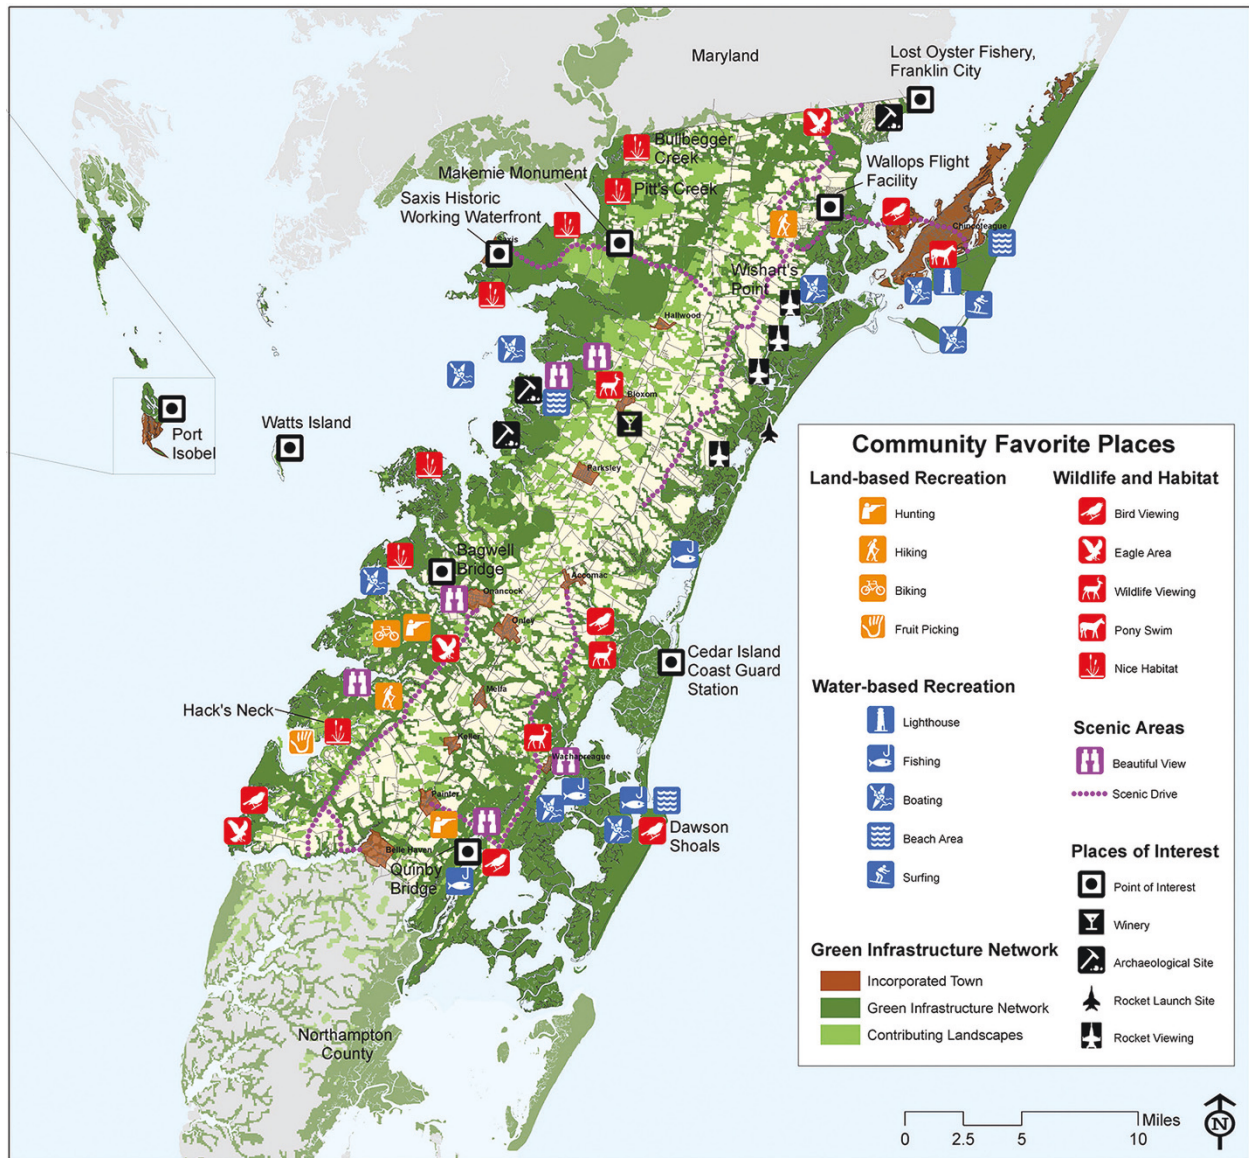 Maryland
Lost Oyster Fishery,
Franklin City
Bullbegger
Creek
Makemie Monument
Pitt's Creek
Wallops Flight
Facility
Saxis Historic
Working Waterfront
Saxis
Chincoteague
Wishart's
Point
Hallwood
Bloxom
Port
Isobel
Watts Island
Parksley
Bagwell
Bridge
Accomac
Onancock
Onley
Cedar Island
Coast Guard
Station
Melfa
Hack's Neck
Keller
Wachapreague
Painter
Dawson
Shoals
Belle Haven
Quinby
Bridge
Northampton
County
Community Favorite Places
Land-based Recreation
Hunting
Hiking
Biking
Fruit Picking
Water-based Recreation
Lighthouse
Fishing
Boating
Beach Area
Surfing
Green Infrastructure Network
Incorporated Town
Green Infrastructure Network
Contributing Landscapes
Wildlife and Habitat
Bird Viewing
Eagle Area
Wildlife Viewing
Pony Swim
Nice Habitat
Scenic Areas
Beautiful View
Scenic Drive
Places of Interest
Point of Interest
Winery
Archaeological Site
Rocket Launch Site
Rocket Viewing
Miles
0 2.5 5 10
N